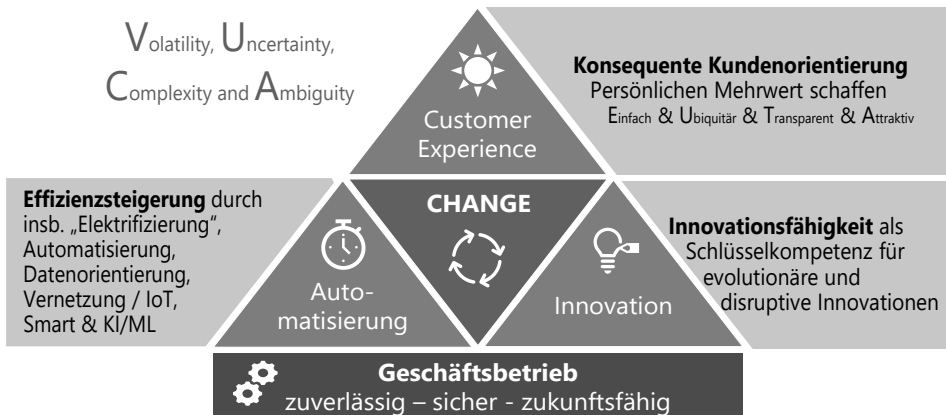 Volatility, Uncertainty,
Complexity and Ambiguity
Customer
Experience
Konsequente Kundenorientierung
Persönlichen Mehrwert schaffen
Einfach & Ubiquitär & Transparent & Attraktiv
Effizienzsteigerung durch
insb. „Elektrifizierung“,
Automatisierung,
Datenorientierung,
Vernetzung / IoT,
Smart & KI/ML
Auto-
matisierung
CHANGE
Innovation
Innovationsfähigkeit als
Schlüsselkompetenz für
evolutionäre und
disruptive Innovationen
Geschäftsbetrieb
zuverlässig – sicher - zukunftsfähig